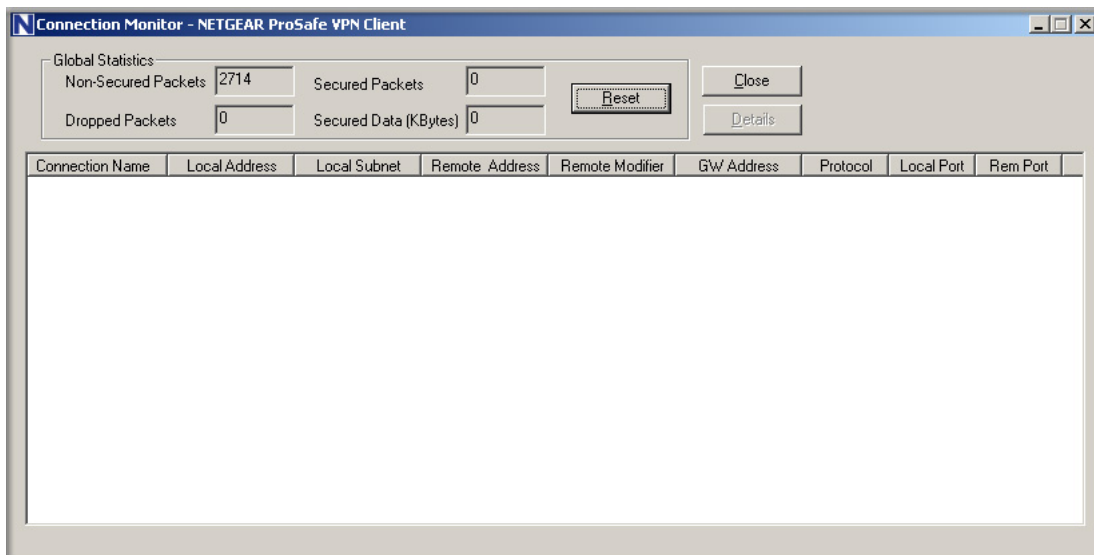 Connection Monitor - NETGEAR ProSafe VPN Client
Global Statistics
Non-Secured Packets 2714 Secured Packets 0
Reset
Close
Dropped Packets 0 Secured Data (KBytes) 0
Details
Connection Name Local Address Local Subnet Remote Address Remote Modifier GW Address Protocol Local Port Rem Port